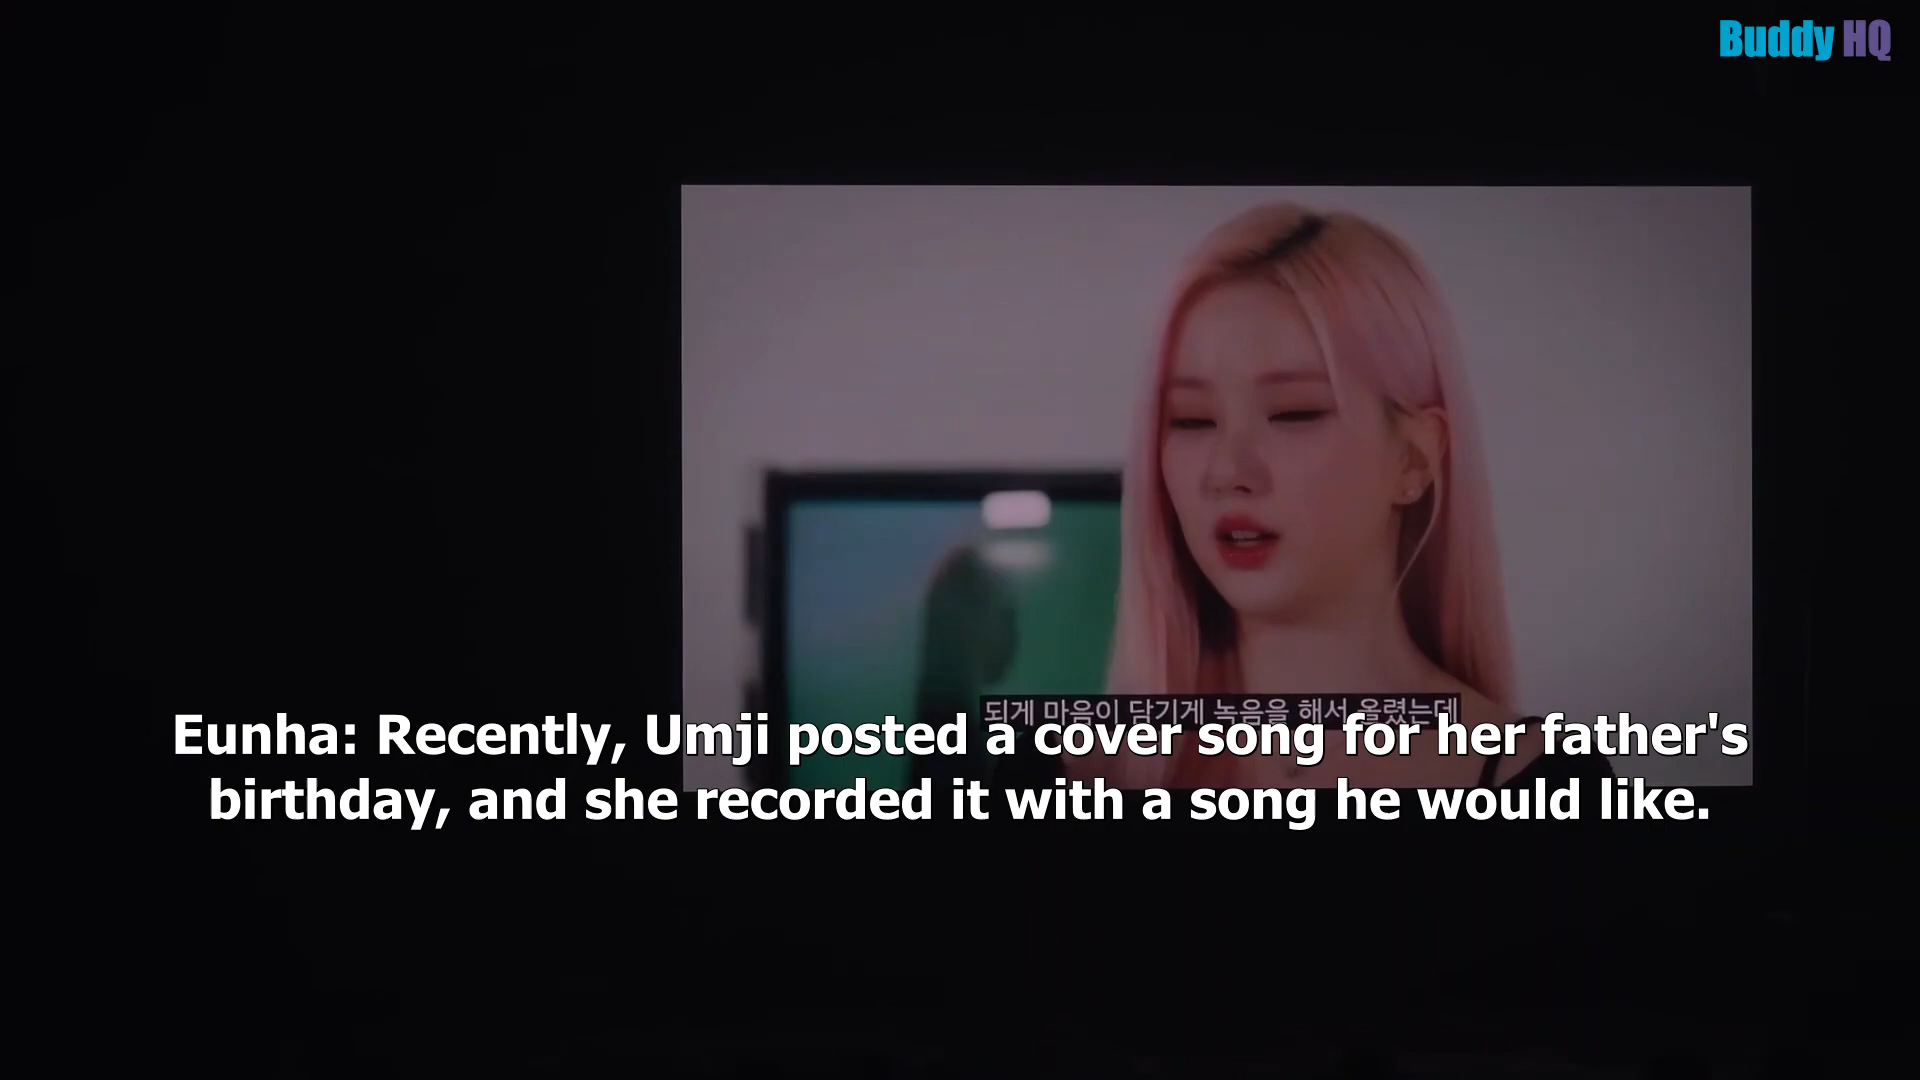 Buddy HQ
되게 마음이 담기게 녹음을 해서 올렸는데
Eunha: Recently, Umji posted a cover song for her father's
birthday, and she recorded it with a song he would like.